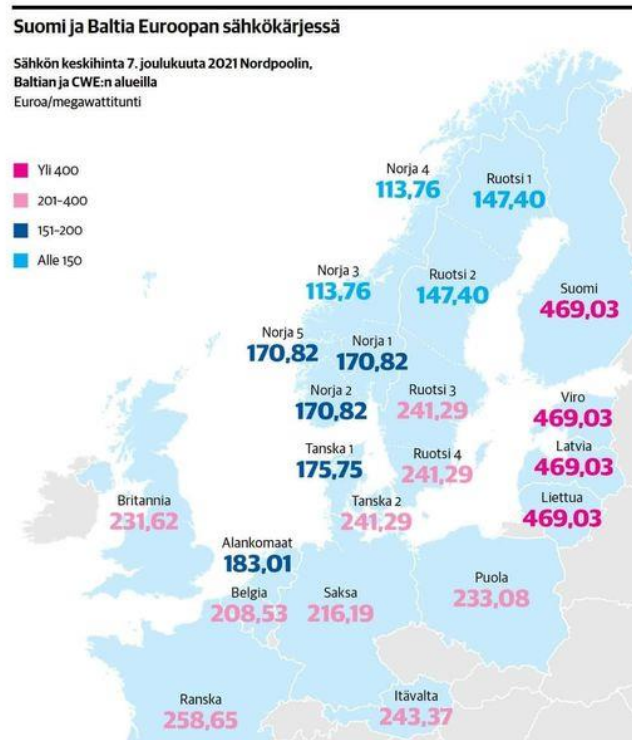 Suomi ja Baltia Euroopan sähkökärjessä
Sähkön keskihinta 7. joulukuuta 2021 Nordpoolin,
Baltian ja CWE:n alueilla
Euroa/megawattitunti
Yli 400
201–400
151–200
Alle 150
Norja 4
113,76
Ruotsi 1
147,40
Norja 3
113,76
Ruotsi 2
147,40
Suomi
469,03
Norja 5
170,82
Norja 1
170,82
Norja 2
170,82
Ruotsi 3
241,29
Viro
469,03
Tanska 1
175,75
Ruotsi 4
241,29
Latvia
469,03
Britannia
231,62
Tanska 2
241,29
Liettua
469,03
Alankomaat
183,01
Belgia
208,53
Saksa
216,19
Puola
233,08
Ranska
258,65
Itävalta
243,37